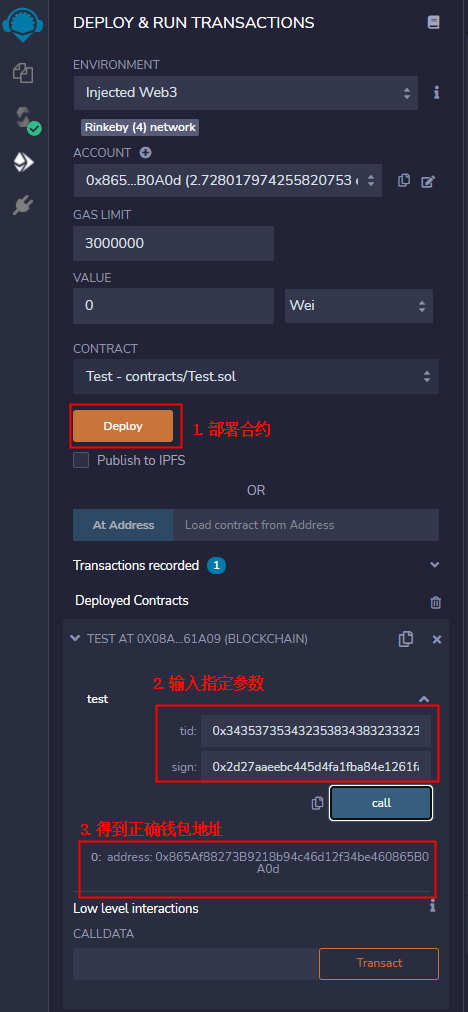 DEPLOY & RUN TRANSACTIONS
ENVIRONMENT
Injected Web3
Rinkeby (4) network
ACCOUNT
0x865...B0A0d (2.728017974255820753 e
GAS LIMIT
3000000
VALUE
0
Wei
CONTRACT
Test - contracts/Test.sol
Deploy
1. 部署合约
Publish to IPFS
OR
At Address
Load contract from Address
Transactions recorded 1
Deployed Contracts
TEST AT 0X08A...61A09 (BLOCKCHAIN)
2. 输入指定参数
test
tid: 0x343537353432353834383233323
sign: 0x2d27aaeebc445d4fa1fba84e1261fa
call
3. 得到正确钱包地址
0: address: 0x865Af88273B9218b94c46d12f34be460865B0
A0d
Low level interactions
CALLDATA
Transact